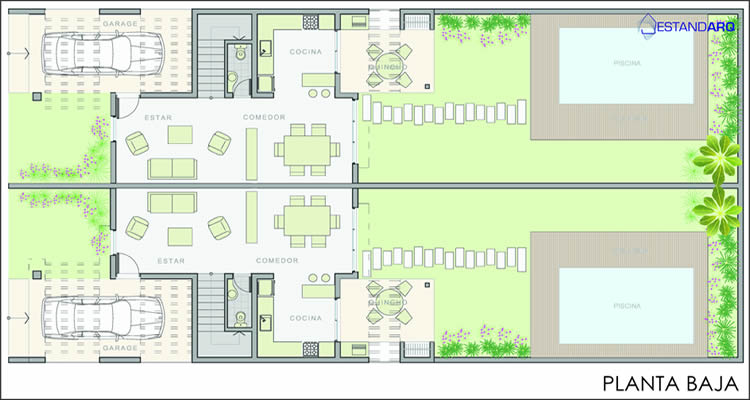 GARAGE
ESTANDARQ
COCINA
QUINCHO
PISCINA
ESTAR
COMEDOR
ESTAR
COMEDOR
QUINCHO
PISCINA
COCINA
GARAGE
PLANTA BAJA